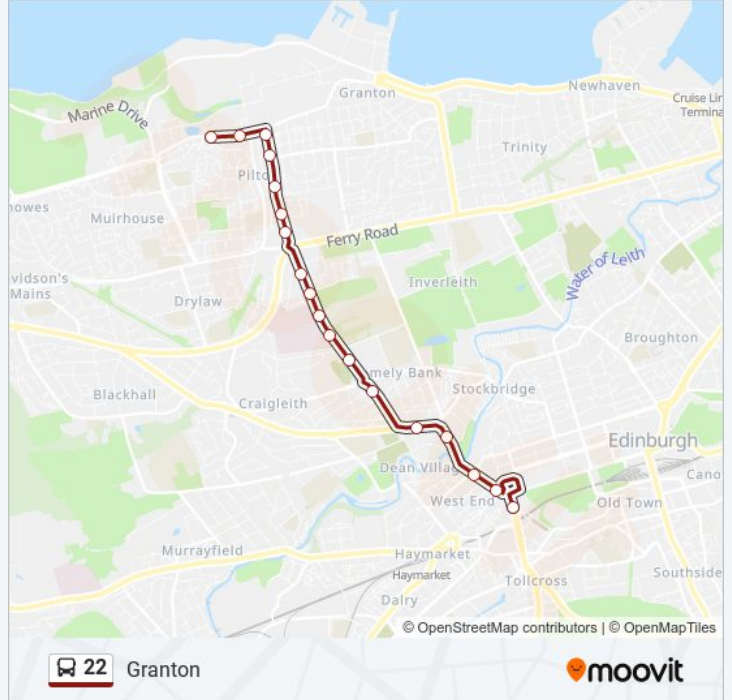 Granton
Newhaven
Marine Drive
Cruise Lin
Termina
Trinity
Pilto
howes
Muirhouse
Ferry Road
Water of Leith
vidson's
Mains
Inverleith
Drylaw
Broughton
mely Bank
Blackhall
Stockbridge
Craigleith
Edinburgh
Dean Villag
Cano
West End
Old Town
Murrayfield
Haymarket
Haymarket
Southside
Tollcross
Dalry
© OpenStreetMap contributors | © OpenMapTiles
22 Granton
moovit